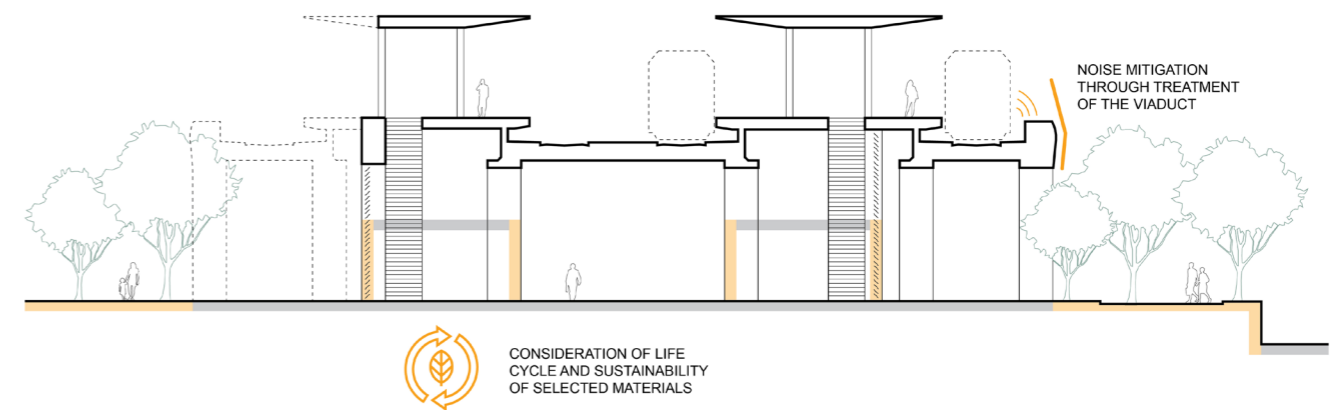 NOISE MITIGATION
THROUGH TREATMENT
OF THE VIADUCT
CONSIDERATION OF LIFE
CYCLE AND SUSTAINABILITY
OF SELECTED MATERIALS